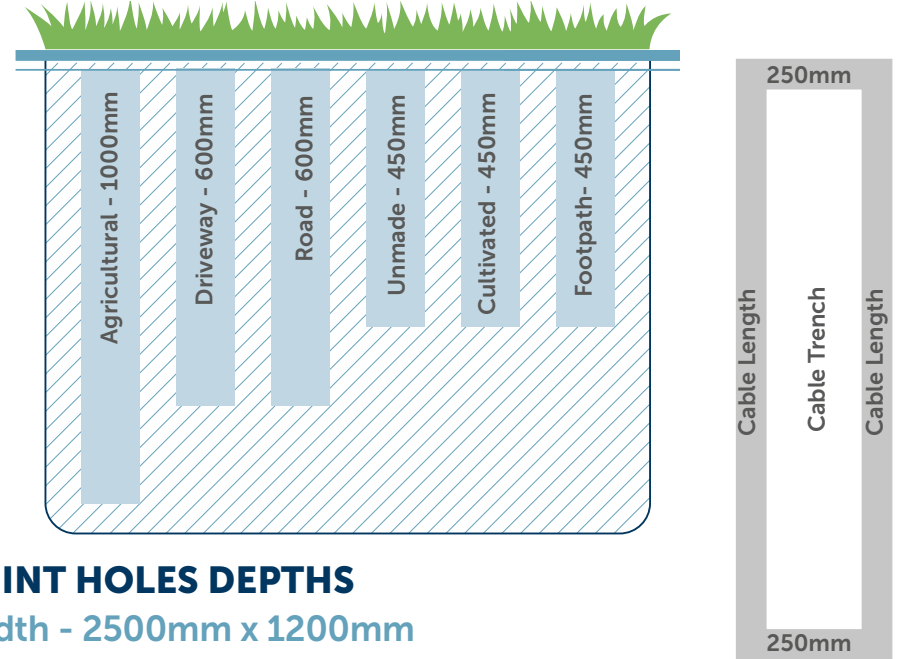 Agricultural - 1000mm
Driveway - 600mm
Road - 600mm
Unmade - 450mm
Cultivated - 450mm
Footpath- 450mm
250mm
Cable Length
Cable Trench
Cable Length
250mm
INT HOLES DEPTHS
dth - 2500mm x 1200mm